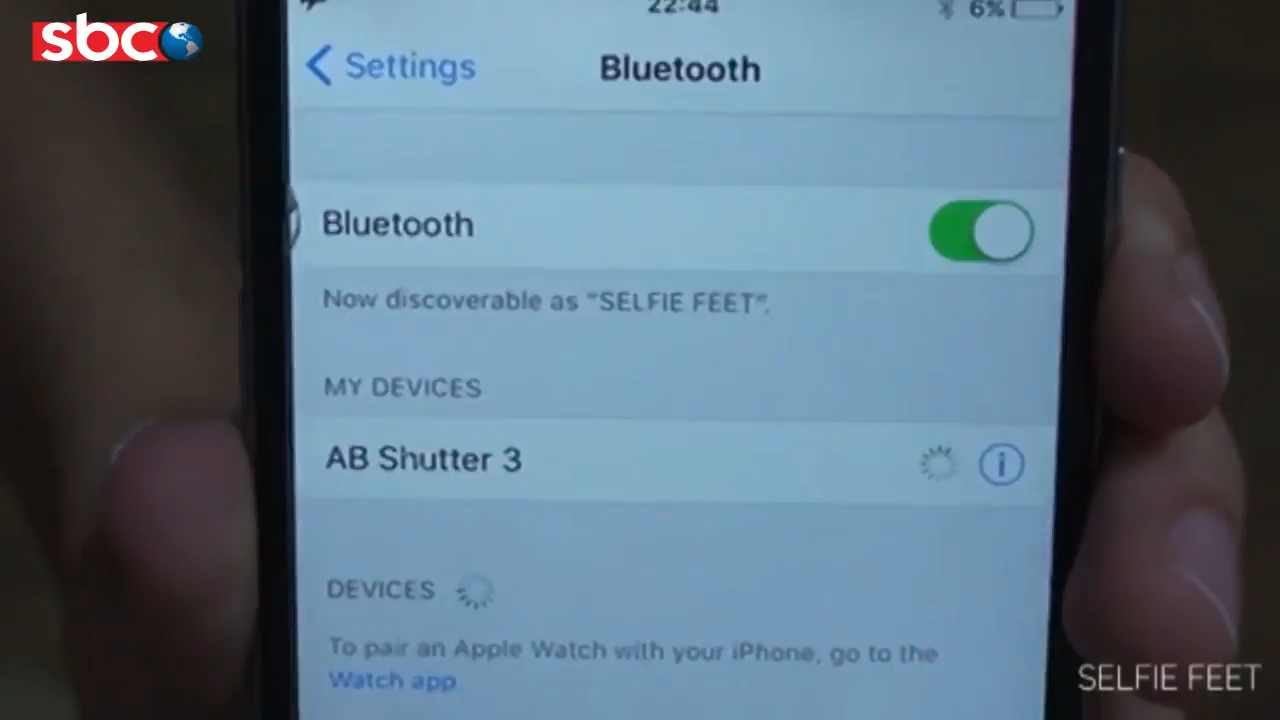 sbc
22:44
6%
Settings
Bluetooth
Bluetooth
Now discoverable as "SELFIE FEET".
MY DEVICES
AB Shutter 3
DEVICES
To pair an Apple Watch with your iPhone, go to the
Watch app.
SELFIE FEET